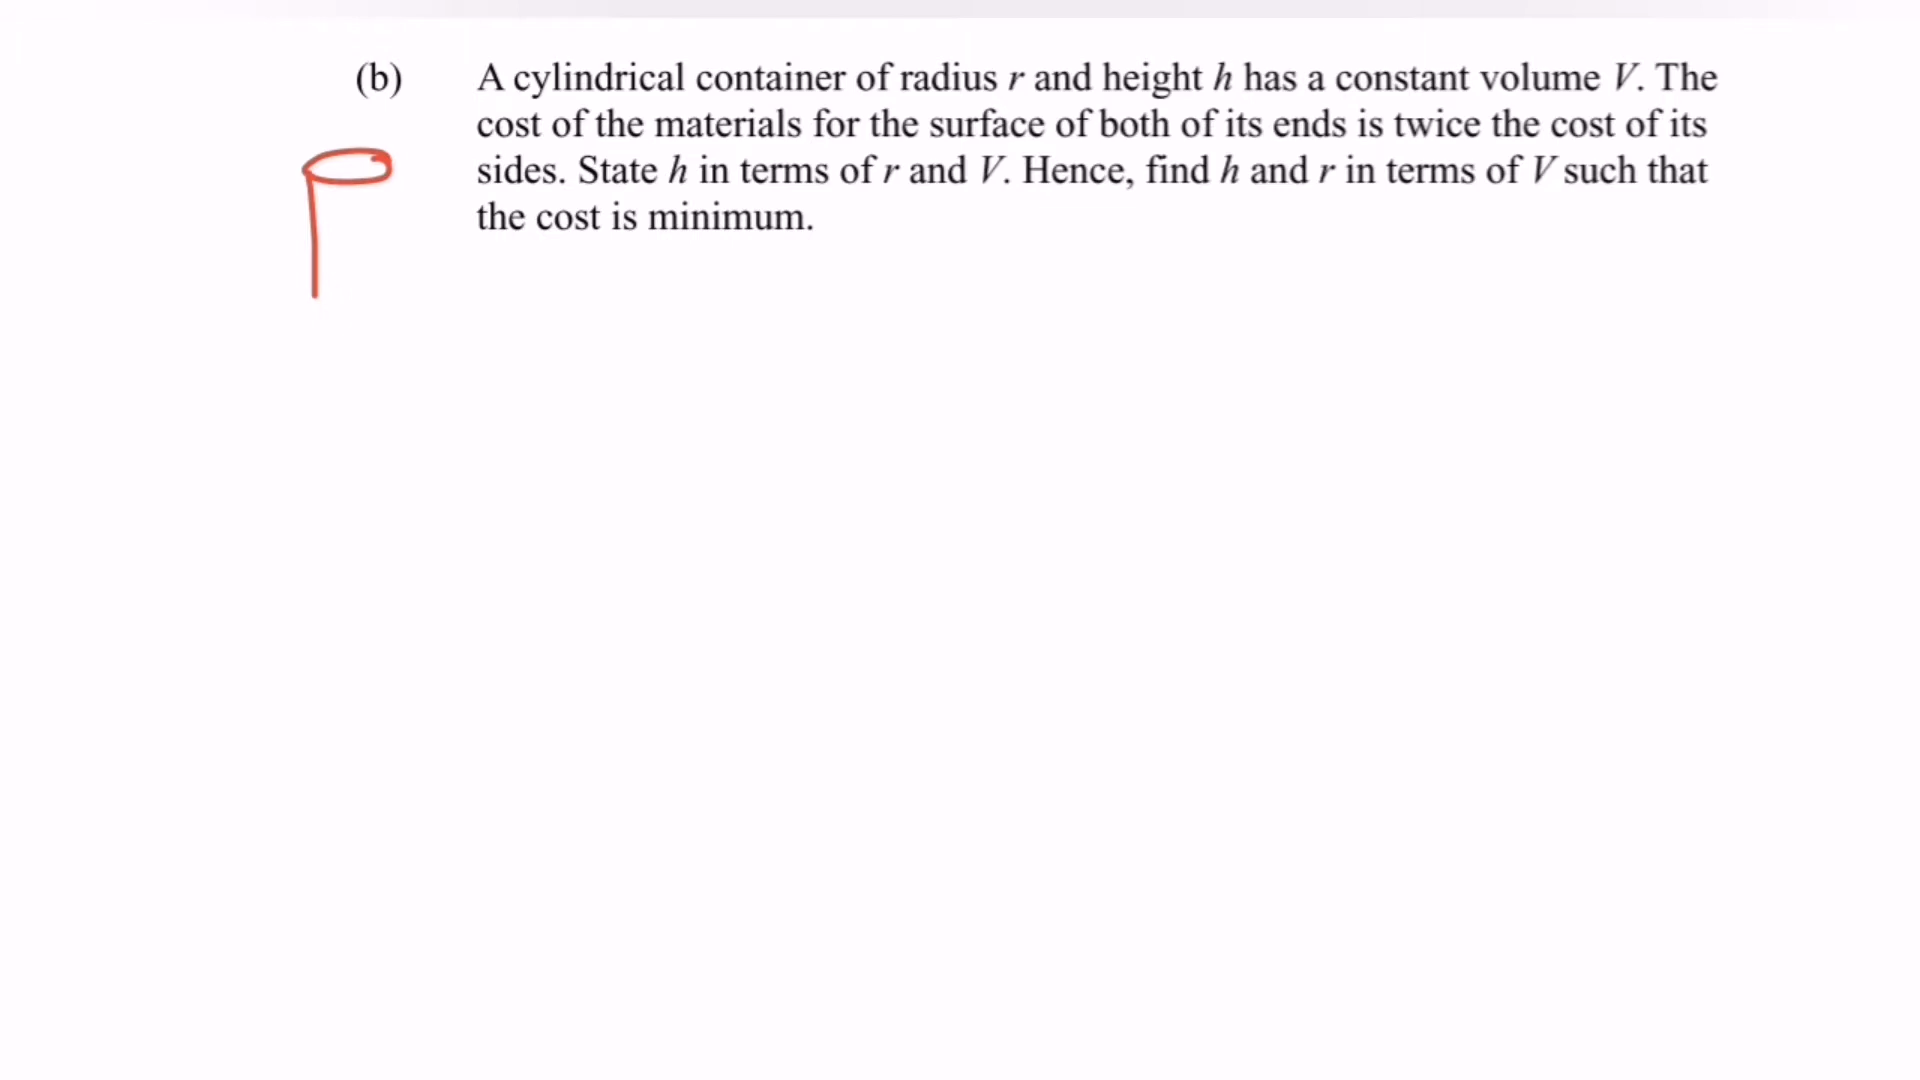 (b) A cylindrical container of radius r and height h has a constant volume V. The
cost of the materials for the surface of both of its ends is twice the cost of its
sides. State h in terms of r and V. Hence, find h and r in terms of V such that
the cost is minimum.